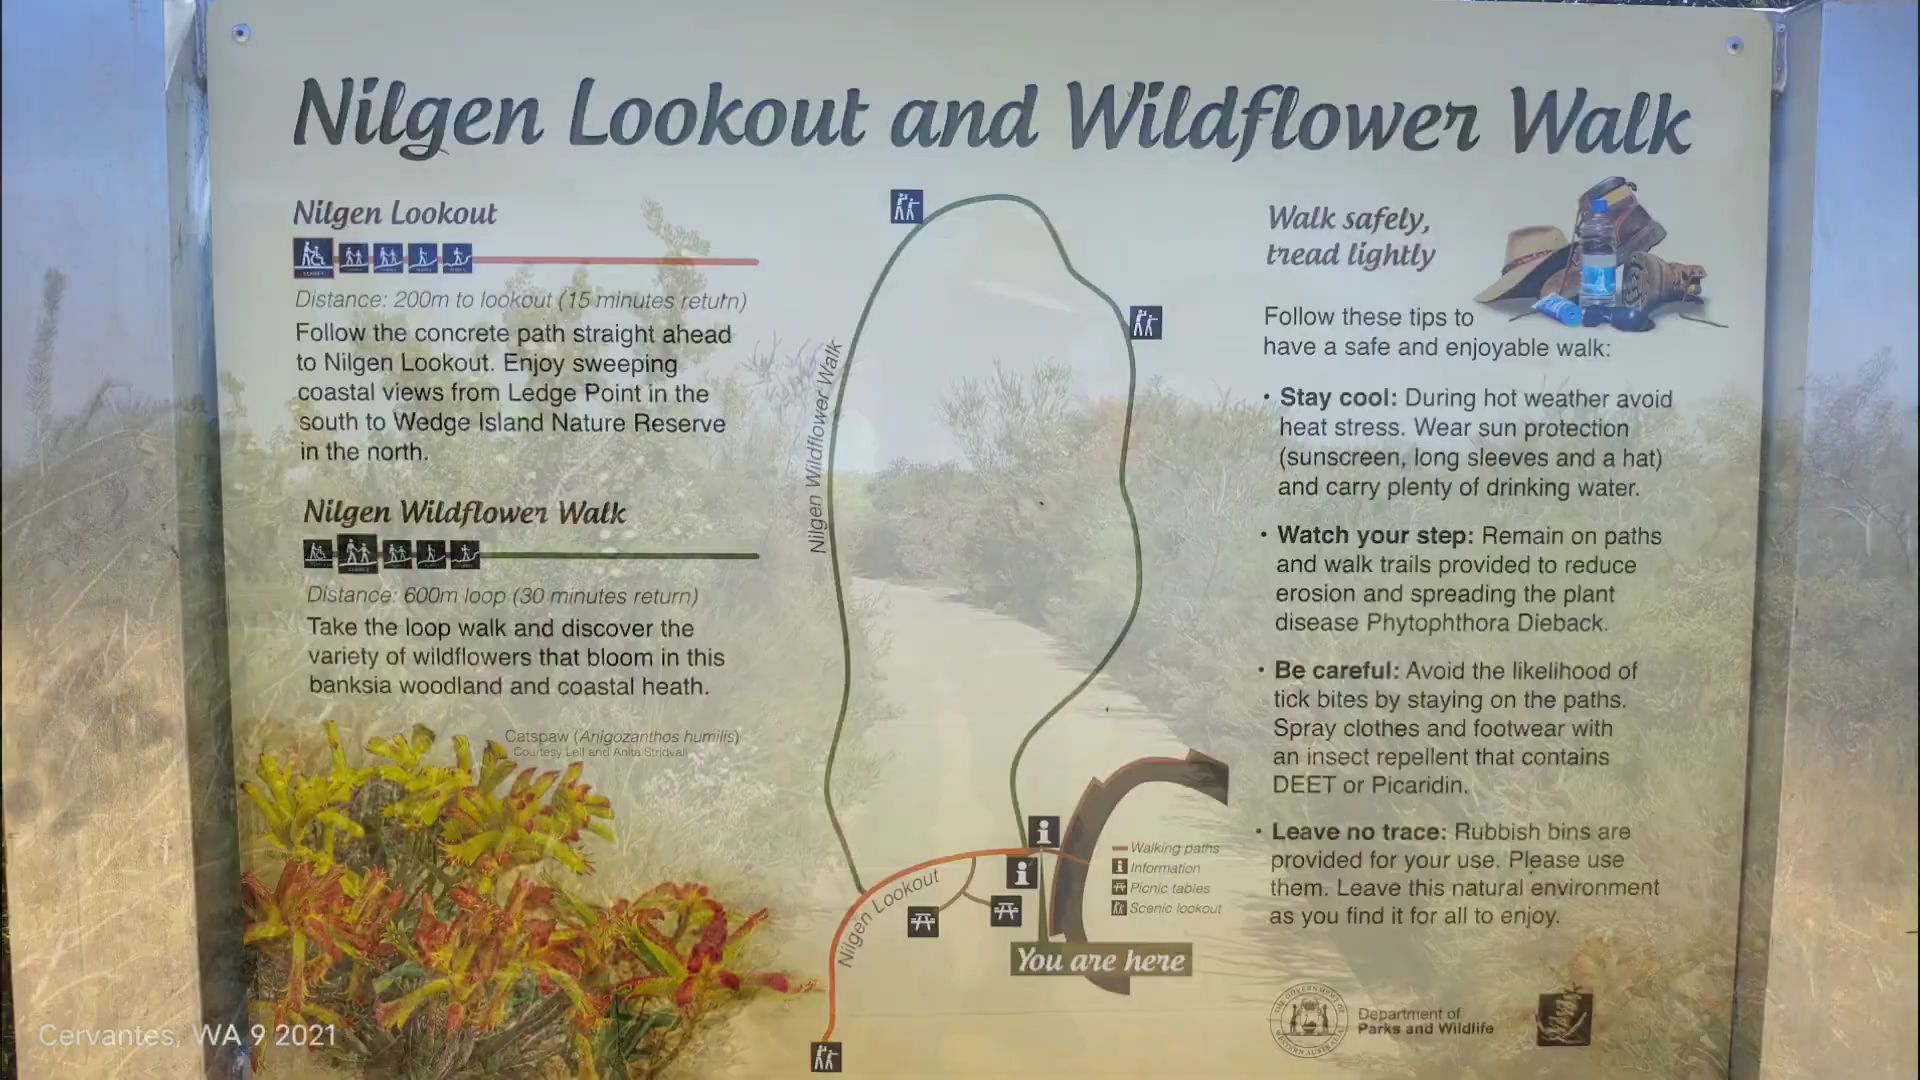 Nilgen Lookout and Wildflower Walk
Nilgen Lookout
Distance: 200m to lookout (15 minutes return)
Follow the concrete path straight ahead
to Nilgen Lookout. Enjoy sweeping
coastal views from Ledge Point in the
south to Wedge Island Nature Reserve
in the north.
Nilgen Wildflower Walk
Distance: 600m loop (30 minutes return)
Take the loop walk and discover the
variety of wildflowers that bloom in this
banksia woodland and coastal heath.
Catspaw (Anigozanthos humilis)
Courtesy Lell and Anita Stridvall
Nilgen Wildflower Walk
Nilgen Lookout
Walking paths
Information
Picnic tables
Scenic lookout
You are here
Walk safely,
tread lightly
Follow these tips to
have a safe and enjoyable walk:
• Stay cool: During hot weather avoid
heat stress. Wear sun protection
(sunscreen, long sleeves and a hat)
and carry plenty of drinking water.
• Watch your step: Remain on paths
and walk trails provided to reduce
erosion and spreading the plant
disease Phytophthora Dieback.
• Be careful: Avoid the likelihood of
tick bites by staying on the paths.
Spray clothes and footwear with
an insect repellent that contains
DEET or Picaridin.
• Leave no trace: Rubbish bins are
provided for your use. Please use
them. Leave this natural environment
as you find it for all to enjoy.
THE GOVERNMENT OF
WESTERN AUSTRALIA
Department of
Parks and Wildlife
Cervantes, WA 9 2021